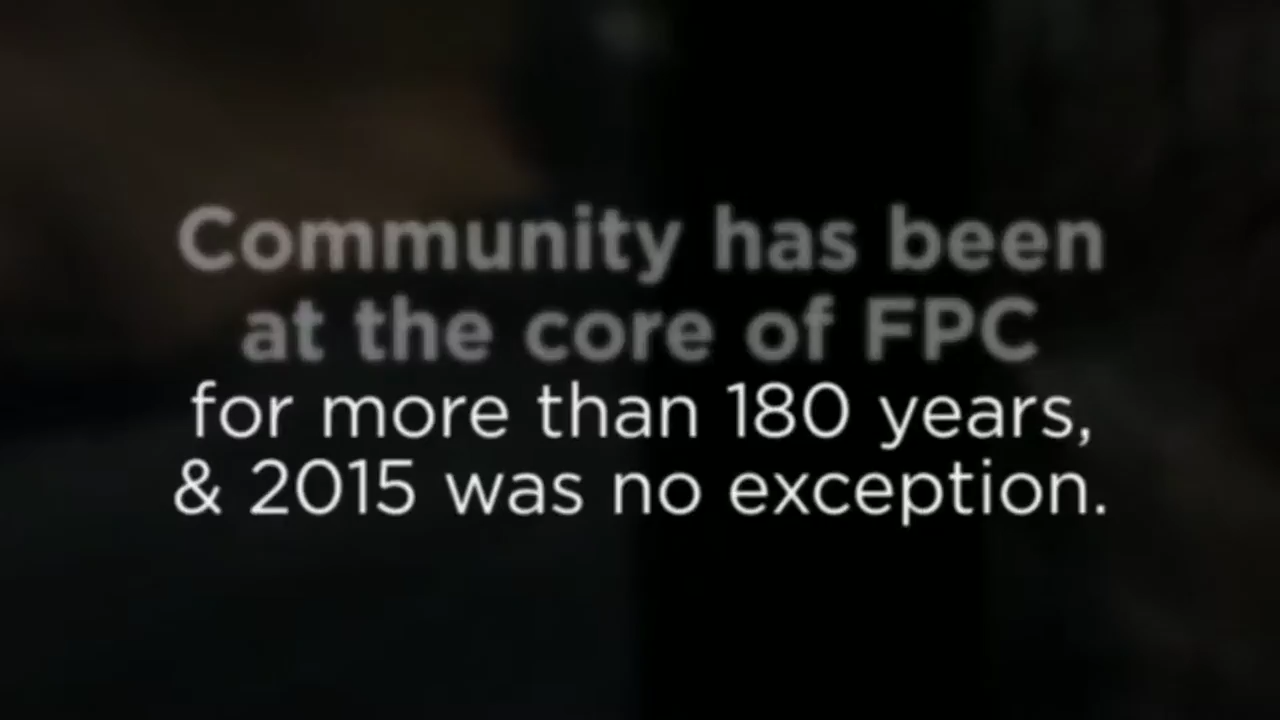 Community has been
at the core of FPC
for more than 180 years,
& 2015 was no exception.